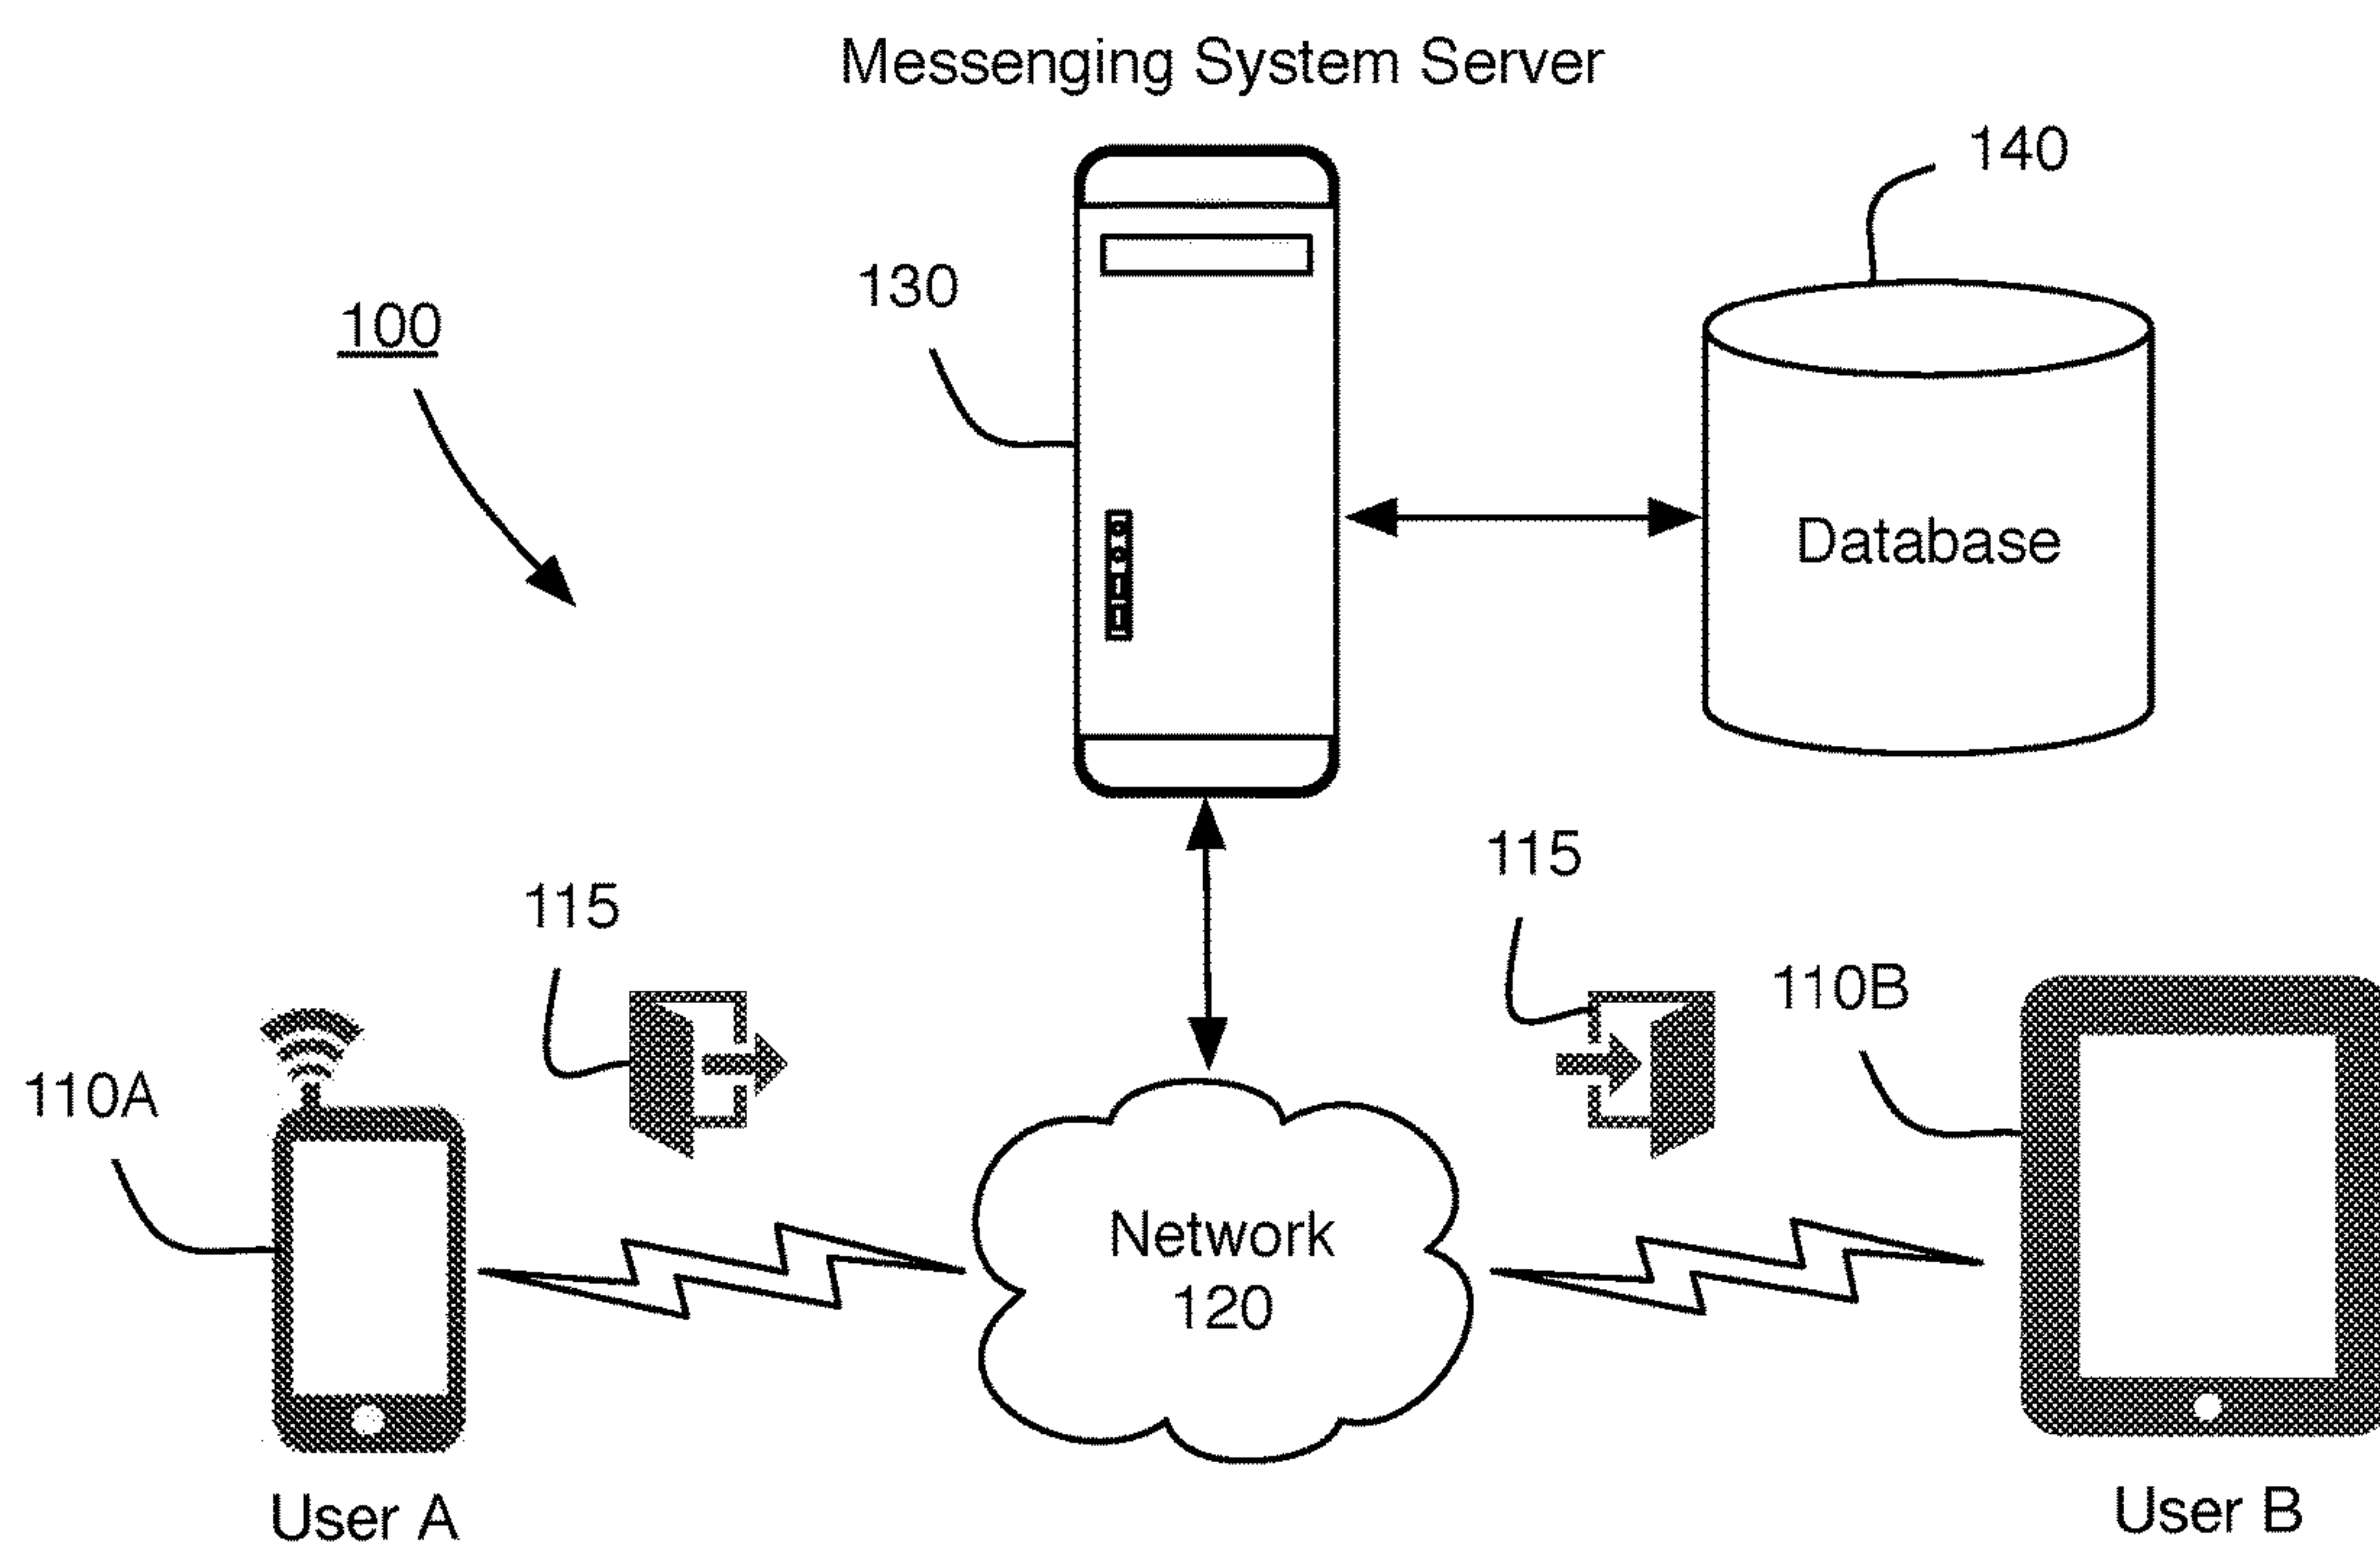 Messenging System Server
140
130
100
Database
115
115
110B
110A
Network
120
User A
User B